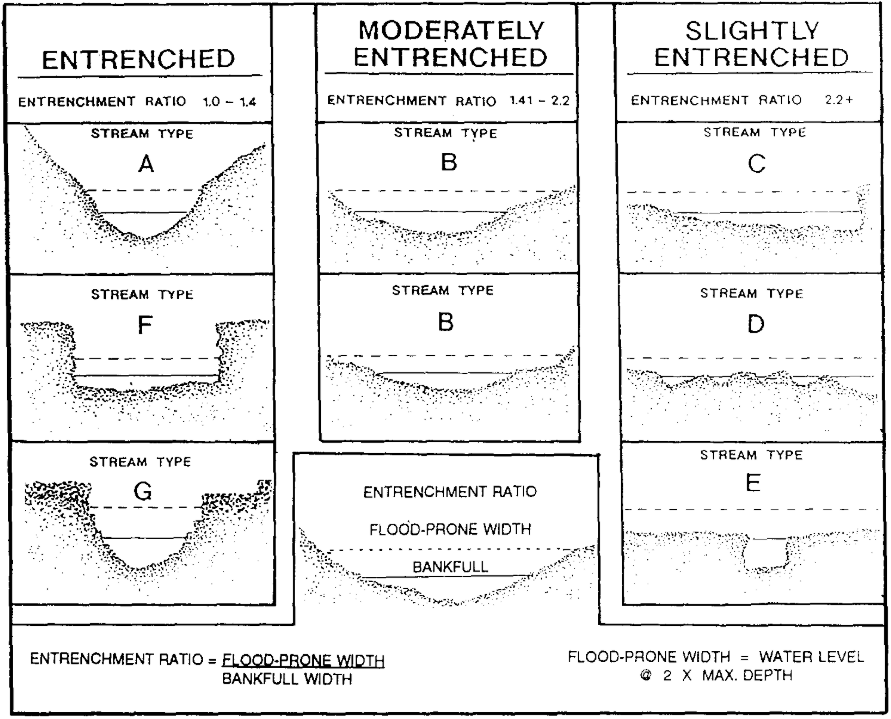 ENTRENCHED
ENTRENCHMENT RATIO 1.0 – 1.4
STREAM TYPE
A
STREAM TYPE
F
STREAM TYPE
G
MODERATELY
ENTRENCHED
ENTRENCHMENT RATIO 1.41 – 2.2
STREAM TYPE
B
STREAM TYPE
B
SLIGHTLY
ENTRENCHED
ENTRENCHMENT RATIO 2.2+
STREAM TYPE
C
STREAM TYPE
D
STREAM TYPE
E
ENTRENCHMENT RATIO
FLOOD-PRONE WIDTH
BANKFULL
ENTRENCHMENT RATIO = FLOOD-PRONE WIDTH
BANKFULL WIDTH
FLOOD-PRONE WIDTH = WATER LEVEL
@ 2 X MAX. DEPTH